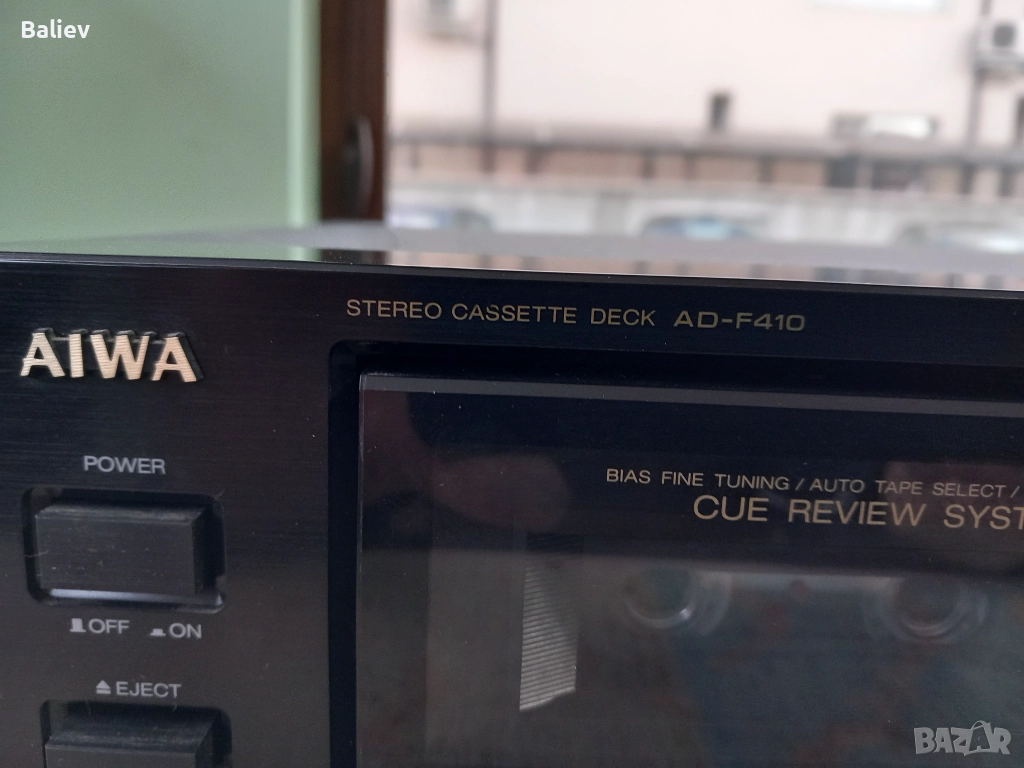 Baliev
STEREO CASSETTE DECK AD-F410
AIWA
POWER
BIAS FINE TUNING / AUTO TAPE SELECT /
CUE REVIEW SYST
OFF ON
EJECT
BAZAR